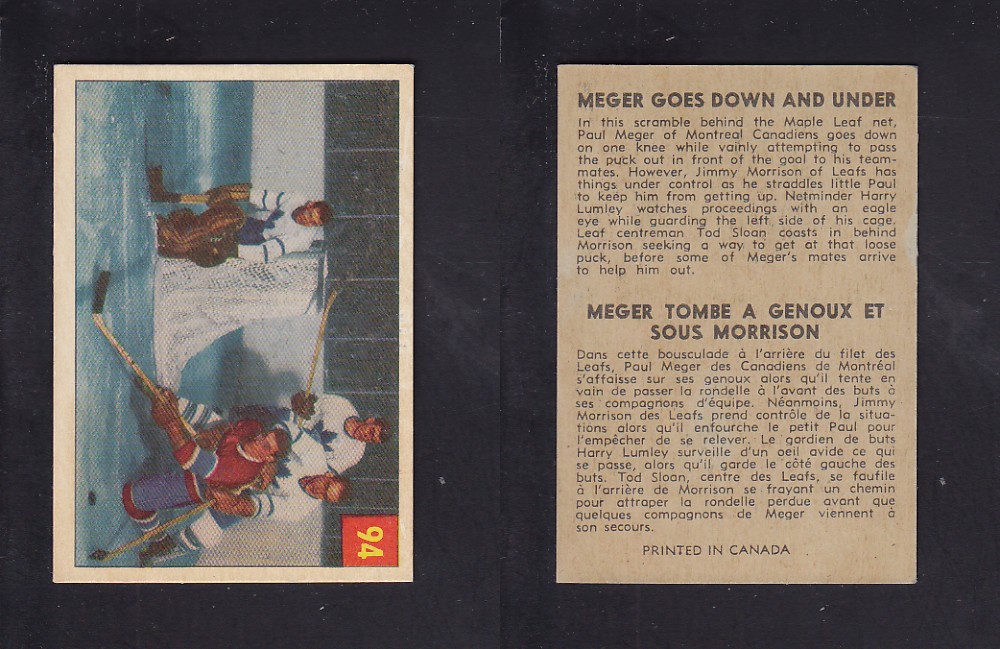 94
MEGER GOES DOWN AND UNDER
In this scramble behind the Maple Leaf net,
Paul Meger of Montreal Canadiens goes down
on one knee while vainly attempting to pass
the puck out in front of the goal to his team-
mates. However, Jimmy Morrison of Leafs has
things under control as he straddles little Paul
to keep him from getting up. Netminder Harry
Lumley watches proceedings with an eagle
eye while guarding the left side of his cage.
Leaf centreman Tod Sloan coasts in behind
Morrison seeking a way to get at that loose
puck, before some of Meger's mates arrive
to help him out.
MEGER TOMBE A GENOUX ET
SOUS MORRISON
Dans cette bousculade à l'arrière du filet des
Leafs, Paul Meger des Canadiens de Montréal
s'affaisse sur ses genoux alors qu'il tente en
vain de passer la rondelle à l'avant des buts à
ses compagnons d'équipe. Néanmoins, Jimmy
Morrison des Leafs prend contrôle de la situa-
tions alors qu'il enfourche le petit Paul pour
l'empêcher de se relever. Le gardien de buts
Harry Lumley surveille d'un oeil avide ce qui
se passe, alors qu'il garde le côté gauche des
buts. Tod Sloan, centre des Leafs, se faufile
à l'arrière de Morrison se frayant un chemin
pour attraper la rondelle perdue avant que
quelques compagnons de Meger viennent à
son secours.
PRINTED IN CANADA